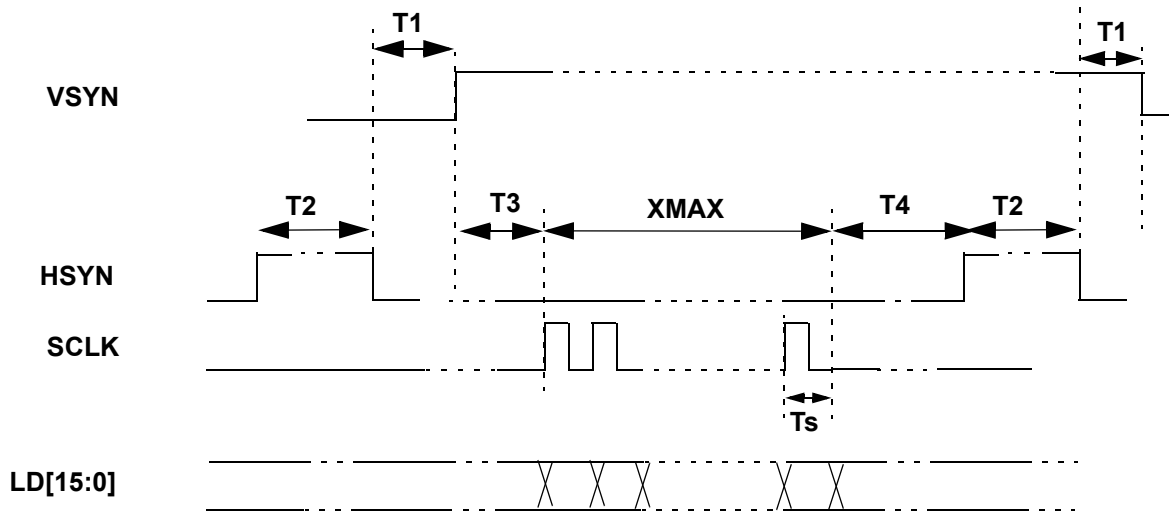 T1
T1
VSYN
T2
T3
XMAX
T4
T2
HSYN
SCLK
Ts
LD[15:0]